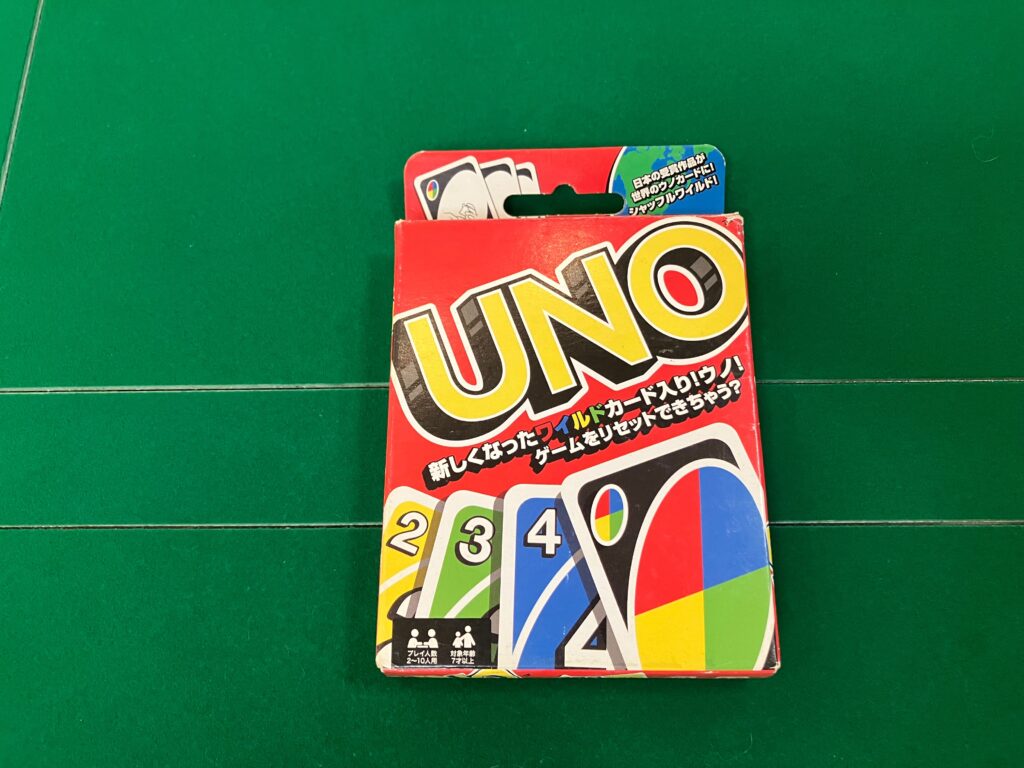 日本の受賞作品が
世界のウノカードに!
シャッフルワイルド!
UNO
新しくなったワイルドカード入り!ウノ!
ゲームをリセットできちゃう?
2
3
4
4
プレイ人数
2〜10人用
対象年齢
7才以上